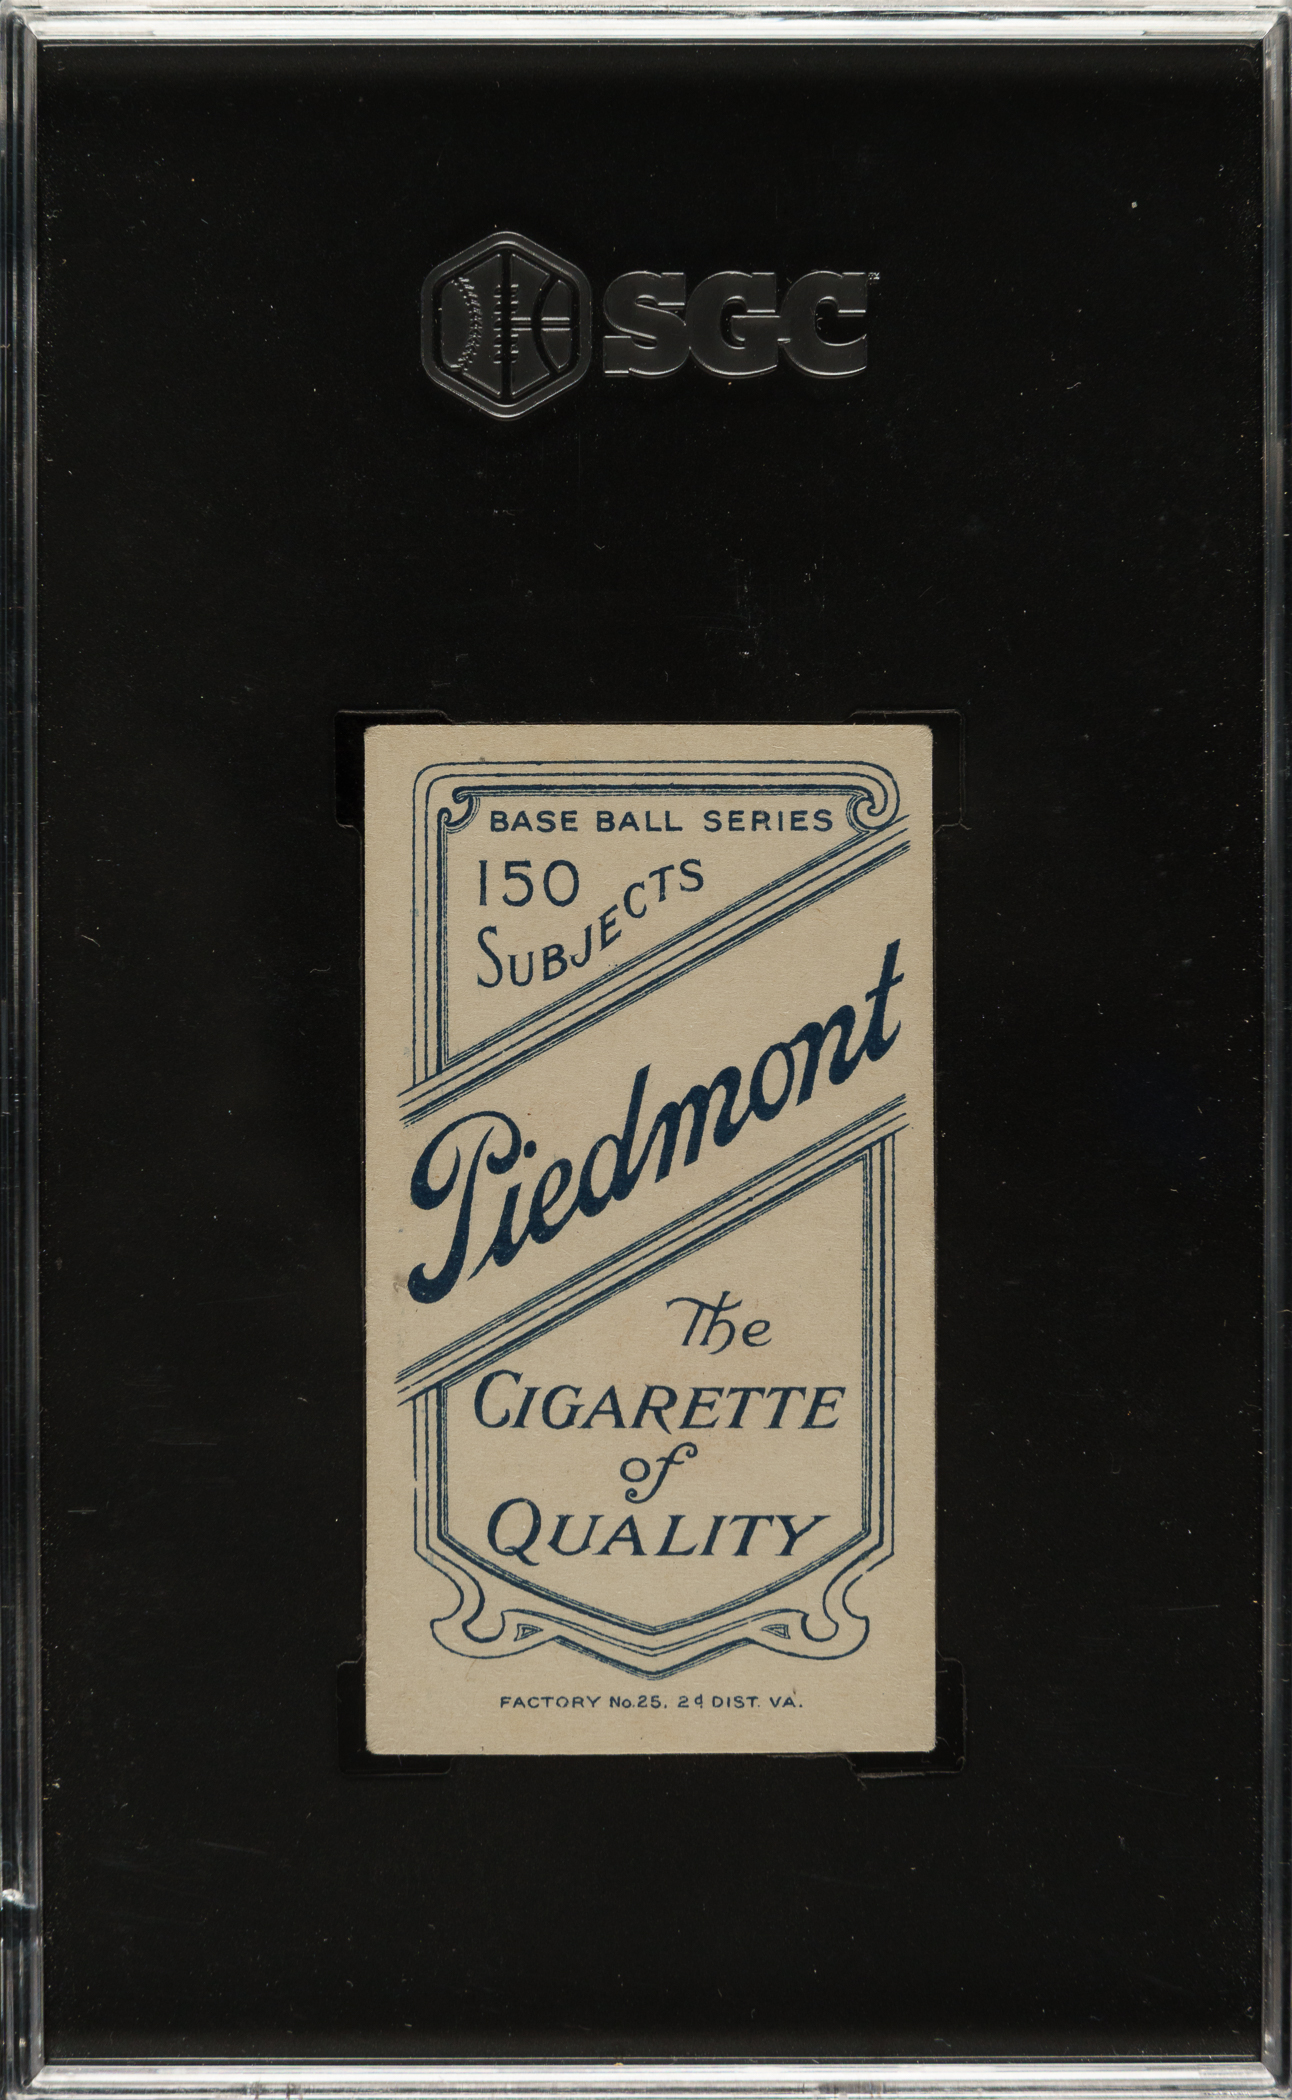 SGC
BASE BALL SERIES
150
SUBJECTS
Piedmont
The
CIGARETTE
of
QUALITY
FACTORY No.25, 2d DIST. VA.